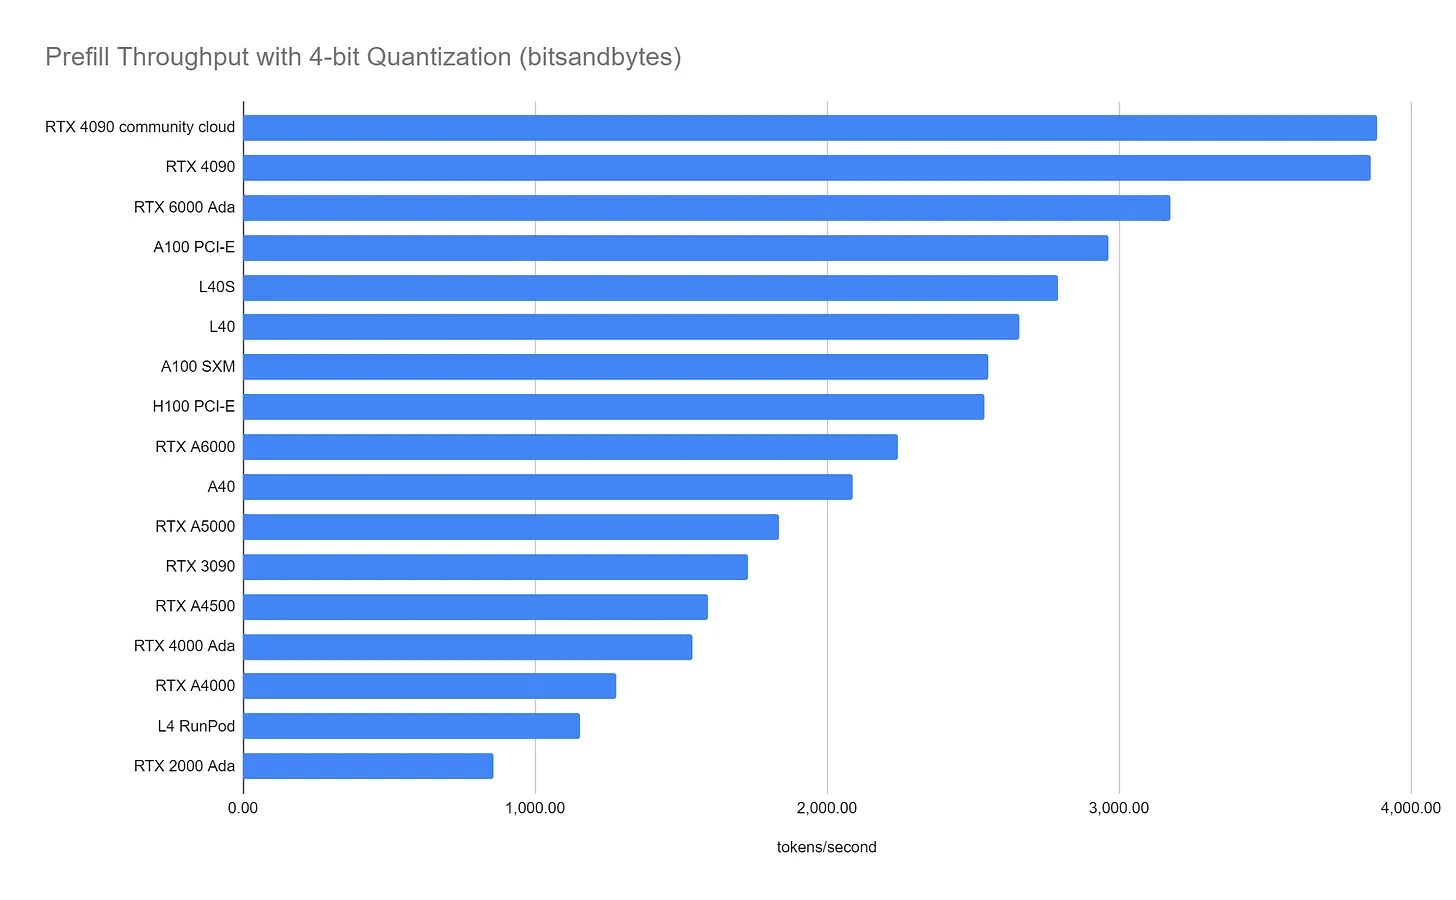 Prefill Throughput with 4-bit Quantization (bitsandbytes)
RTX 4090 community cloud
RTX 4090
RTX 6000 Ada
A100 PCI-E
L40S
L40
A100 SXM
H100 PCI-E
RTX A6000
A40
RTX A5000
RTX 3090
RTX A4500
RTX 4000 Ada
RTX A4000
L4 RunPod
RTX 2000 Ada
0.00 1,000.00 2,000.00 3,000.00 4,000.00
tokens/second